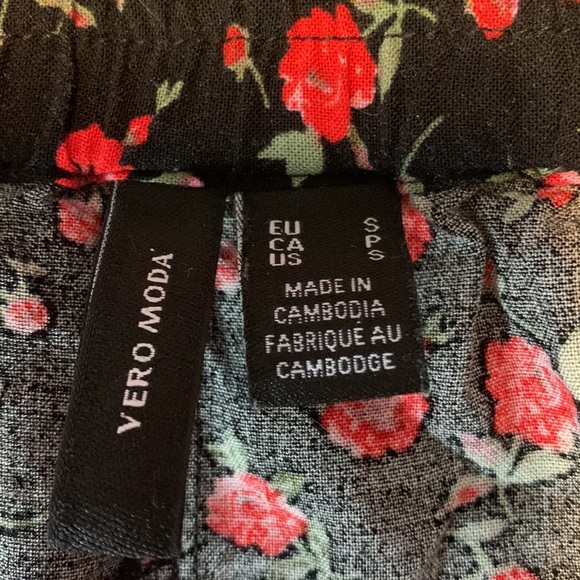 VERO MODA
EU S
CA P
US S
MADE IN
CAMBODIA
FABRIQUÉ AU
CAMBODGE